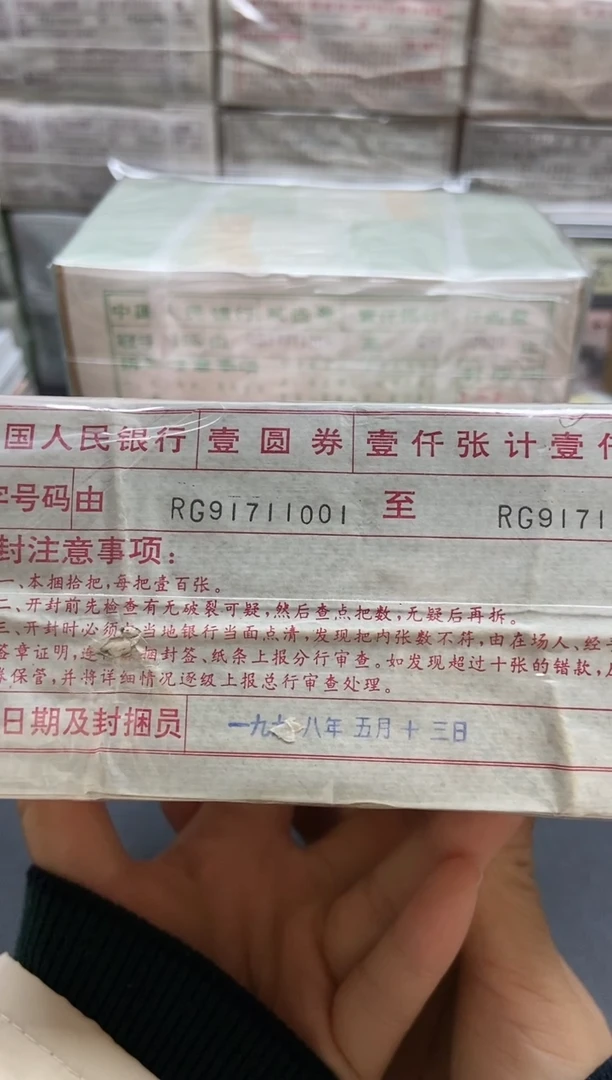 国人民银行 壹圆券 壹仟张计壹仟
字号码由 RG91711001 至 RG9171
封注意事项：
一、本捆拾把，每把壹百张。
二、开封前先检查有无破裂可疑，然后查点把数，无疑后再拆。
三、开封时必须 当地银行当面点清，发现把内张数不符，由在场人、经手
签章证明，连 捆封签、纸条上报分行审查。如发现超过十张的错款，应
保管，并将详细情况逐级上报总行审查处理。
日期及封捆员 一九 八年 五月十三日